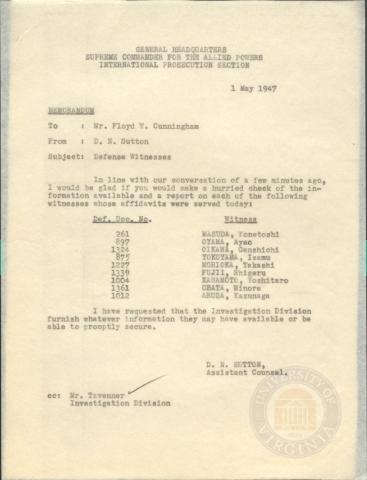 GENERAL HEADQUARTERS
SUPREME COMMANDER FOR THE ALLIED POWERS
INTERNATIONAL PROSECUTION SECTION
1 May 1947
MEMORANDUM
To : Mr. Floyd W. Cunningham
From : D. N. Sutton
Subject: Defense Witnesses
In line with our conversation of a few minutes ago,
I would be glad if you would make a hurried check of the in-
formation available and a report on each of the following
witnesses whose affidavits were served today:
Def. Doc. No. Witness
261 MASUDA, Kametoshi
897 OYAMA, Ayao
1324 OIKAWA, Genshichi
875 YOKOYAMA, Isamu
1227 MORIOKA, Takashi
1339 FUJII, Shigeru
1004 KAWAMOTO, Yoshitaro
1361 OBATA, Minoru
1012 ARUGA, Kazunaga
I have requested that the Investigation Division
furnish whatever information they may have available or be
able to promptly secure.
D. N. SUTTON,
Assistant Counsel.
cc: Mr. Tavenner
Investigation Division
UNIVERSITY OF VIRGINIA